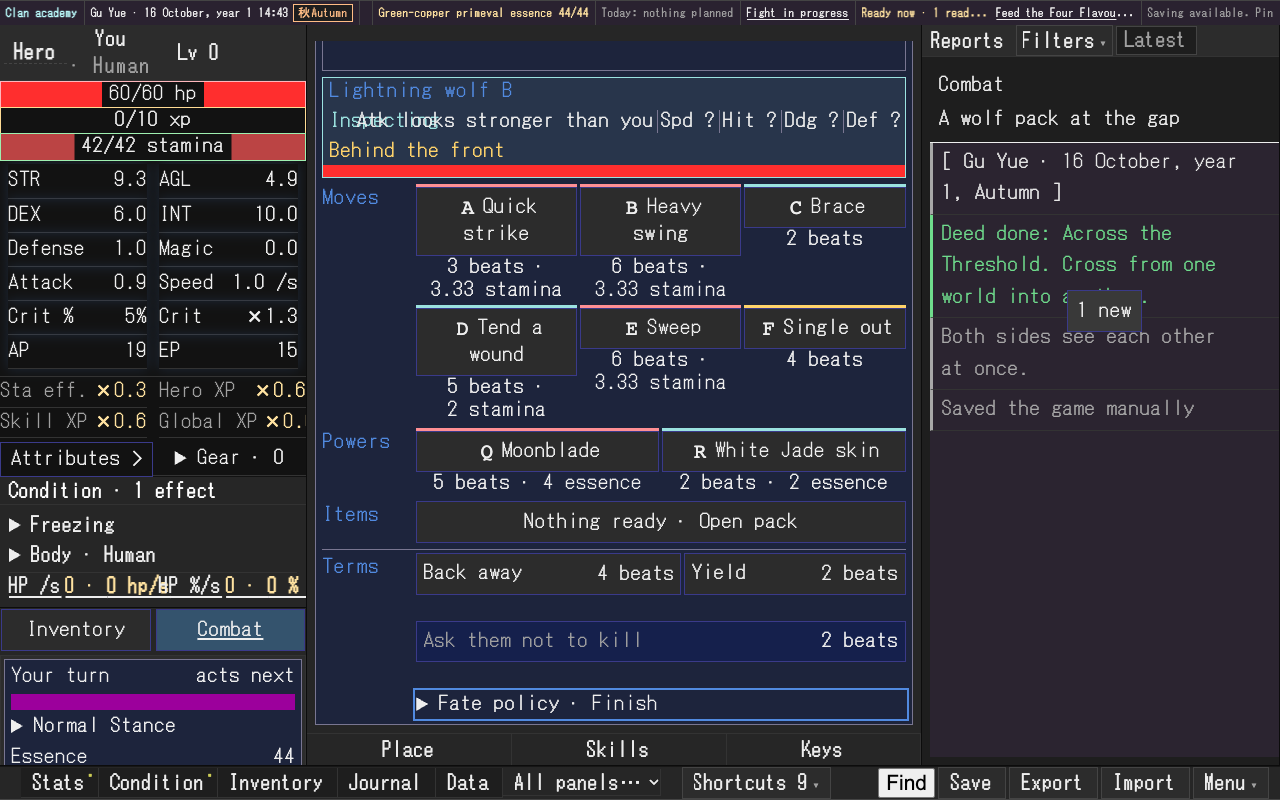 Clan academy
Gu Yue · 16 October, year 1 14:43 秋Autumn
Green-copper primeval essence 44/44
Today: nothing planned
Fight in progress
Ready now · 1 read... Feed the Four Flavou...
Saving available. Pin
Hero · You Human Lv 0
60/60 hp
0/10 xp
42/42 stamina
STR 9.3 AGL 4.9
DEX 6.0 INT 10.0
Defense 1.0 Magic 0.0
Attack 0.9 Speed 1.0 /s
Crit % 5% Crit ×1.3
AP 19 EP 15
Sta eff. ×0.3 Hero XP ×0.6
Skill XP ×0.6 Global XP ×0.
Attributes > ▶ Gear · 0
Condition · 1 effect
▶ Freezing
▶ Body · Human
HP /s 0 · 0 hp/s HP %/s 0 · 0 %
Inventory Combat
Your turn acts next
▶ Normal Stance
Essence 44
Lightning wolf B
Inspecting Atk looks stronger than you Spd ? Hit ? Ddg ? Def ?
Behind the front
Moves
A Quick strike
3 beats · 3.33 stamina
B Heavy swing
6 beats · 3.33 stamina
C Brace
2 beats
D Tend a wound
5 beats · 2 stamina
E Sweep
6 beats · 3.33 stamina
F Single out
4 beats
Powers
Q Moonblade
5 beats · 4 essence
R White Jade skin
2 beats · 2 essence
Items
Nothing ready · Open pack
Terms
Back away 4 beats
Yield 2 beats
Ask them not to kill 2 beats
▶ Fate policy · Finish
Place Skills Keys
Reports Filters ▾ Latest
Combat
A wolf pack at the gap
[ Gu Yue · 16 October, year
1, Autumn ]
Deed done: Across the
Threshold. Cross from one
world into
1 new
Both sides see each other
at once.
Saved the game manually
Stats Condition Inventory Journal Data All panels… Shortcuts 9 ▾ Find Save Export Import Menu ▾